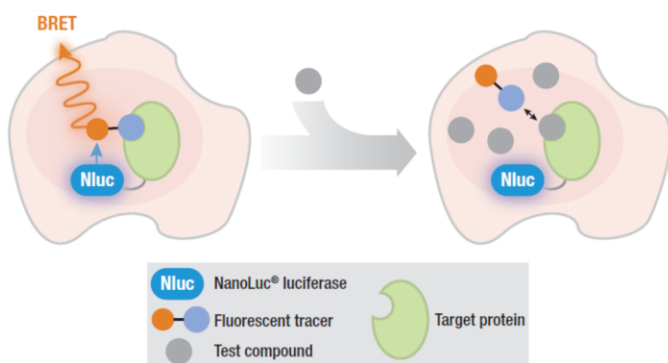 BRET
Nluc
Nluc
Nluc NanoLuc® luciferase
Fluorescent tracer
Target protein
Test compound